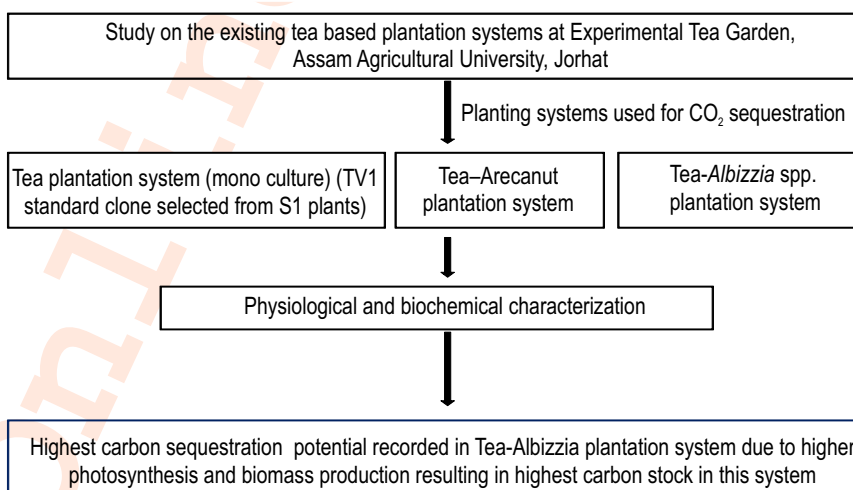 Study on the existing tea based plantation systems at Experimental Tea Garden,
Assam Agricultural University, Jorhat
Planting systems used for CO₂ sequestration
Tea plantation system (mono culture) (TV1
standard clone selected from S1 plants)
Tea–Arecanut
plantation system
Tea-Albizzia spp.
plantation system
Physiological and biochemical characterization
Highest carbon sequestration potential recorded in Tea-Albizzia plantation system due to higher
photosynthesis and biomass production resulting in highest carbon stock in this system